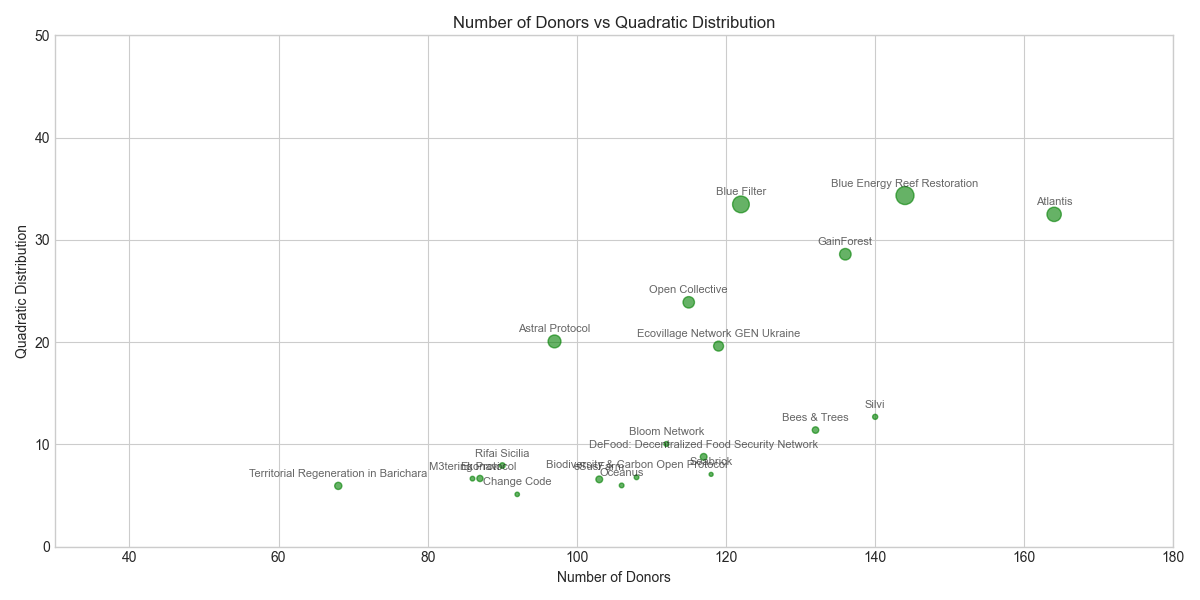 Number of Donors vs Quadratic Distribution
50
40
30
20
10
0
Quadratic Distribution
Blue Energy Reef Restoration
Blue Filter
Atlantis
GainForest
Open Collective
Astral Protocol
Ecovillage Network GEN Ukraine
Silvi
Bees & Trees
Bloom Network
DeFood: Decentralized Food Security Network
Rifai Sicilia
Seabrick
Biodiversity & Carbon Open Protocol
M3tering Protocol
Oceanus
Territorial Regeneration in Barichara
Change Code
40
60
80
100
120
140
160
180
Number of Donors